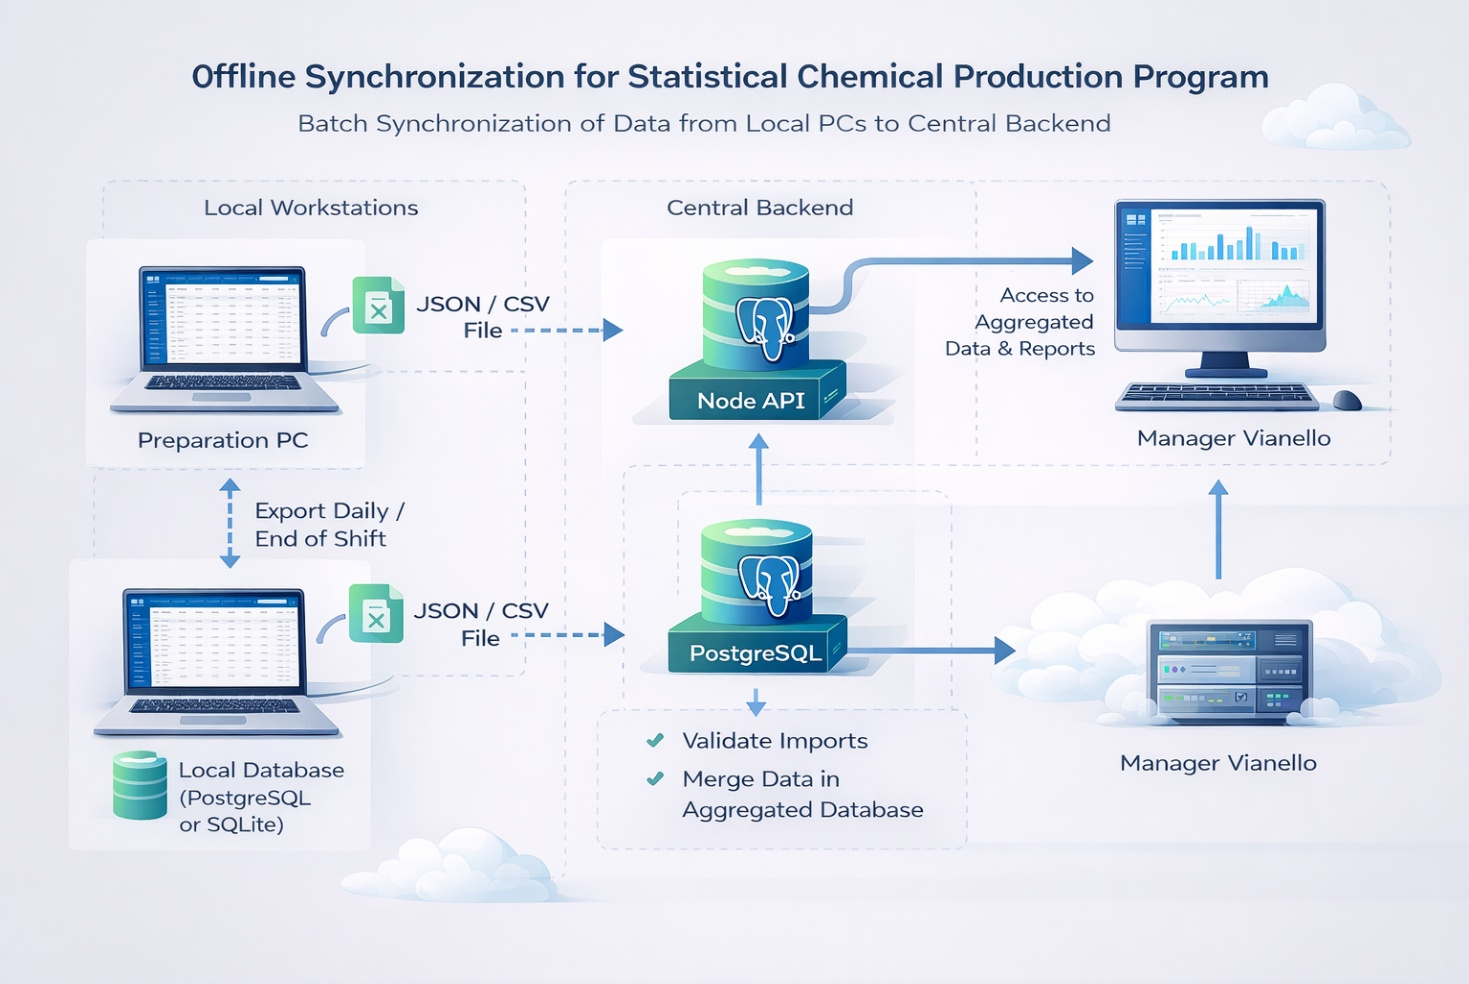 Offline Synchronization for Statistical Chemical Production Program
Batch Synchronization of Data from Local PCs to Central Backend
Local Workstations
JSON / CSV
File
Preparation PC
Export Daily /
End of Shift
JSON / CSV
File
Local Database
(PostgreSQL
or SQLite)
Central Backend
Node API
PostgreSQL
Validate Imports
Merge Data in
Aggregated Database
Access to
Aggregated
Data & Reports
Manager Vianello
Manager Vianello